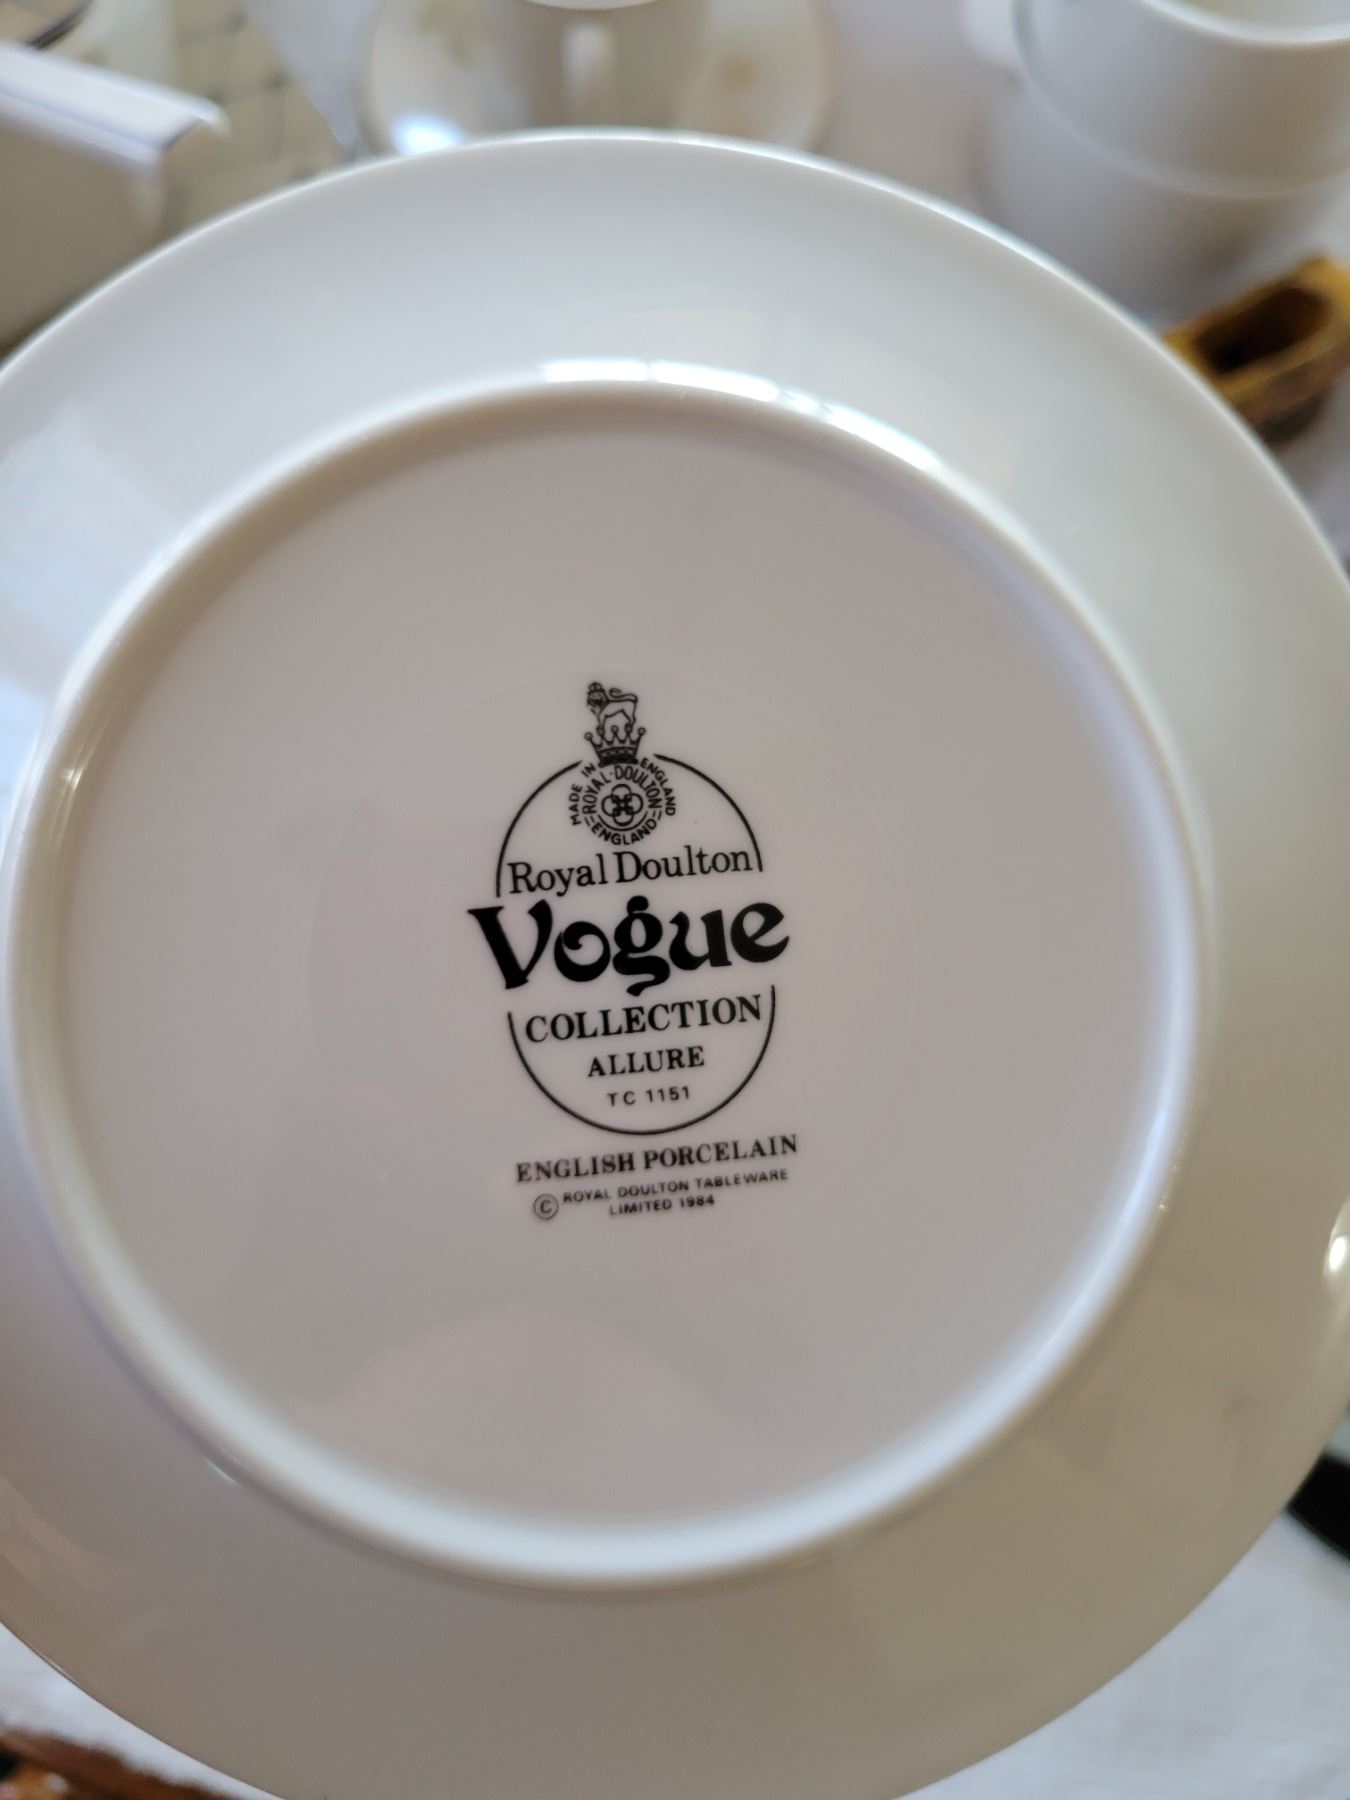 MADE IN ENGLAND
ROYAL·DOULTON
=ENGLAND=
Royal Doulton
Vogue
COLLECTION
ALLURE
TC 1151
ENGLISH PORCELAIN
© ROYAL DOULTON TABLEWARE
LIMITED 1984